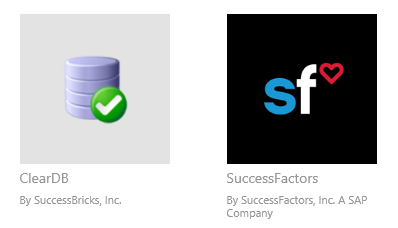 sf
ClearDB
By SuccessBricks, Inc.
SuccessFactors
By SuccessFactors, Inc. A SAP
Company